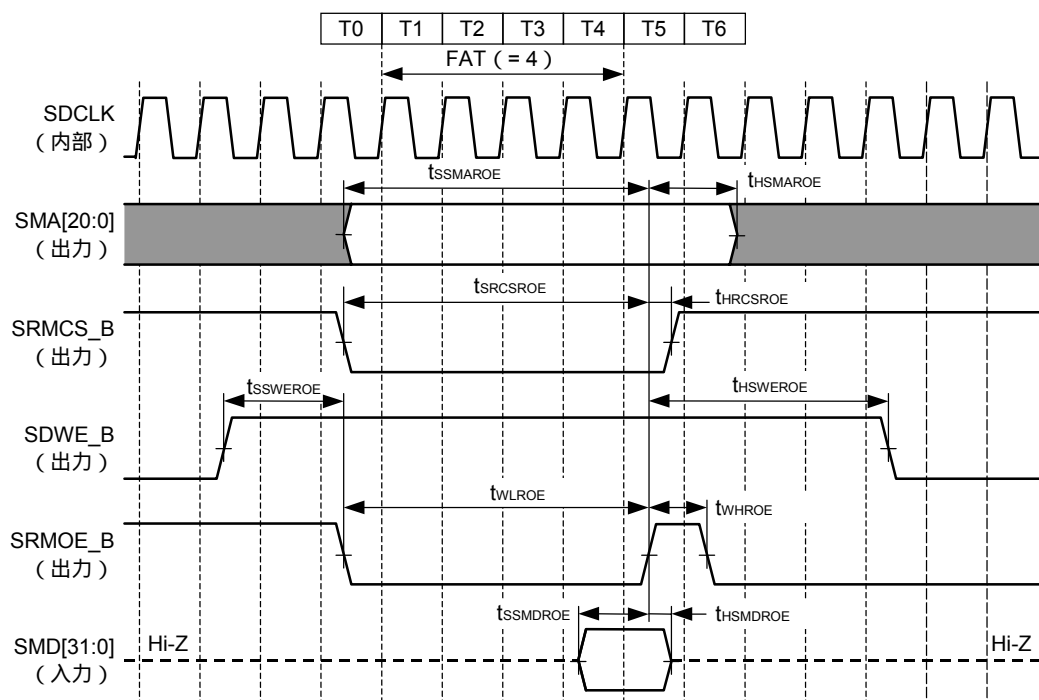 T0 T1 T2 T3 T4 T5 T6
FAT（=4）
SDCLK
（内部）
tSSMAROE
tHSMAROE
SMA[20:0]
（出力）
tSRCSROE
tHRCSROE
SRMCS_B
（出力）
tSSWEROE
tHSWEROE
SDWE_B
（出力）
tWLROE
tWHROE
SRMOE_B
（出力）
tSSMDROE
tHSMDROE
SMD[31:0]
（入力）
Hi-Z
Hi-Z